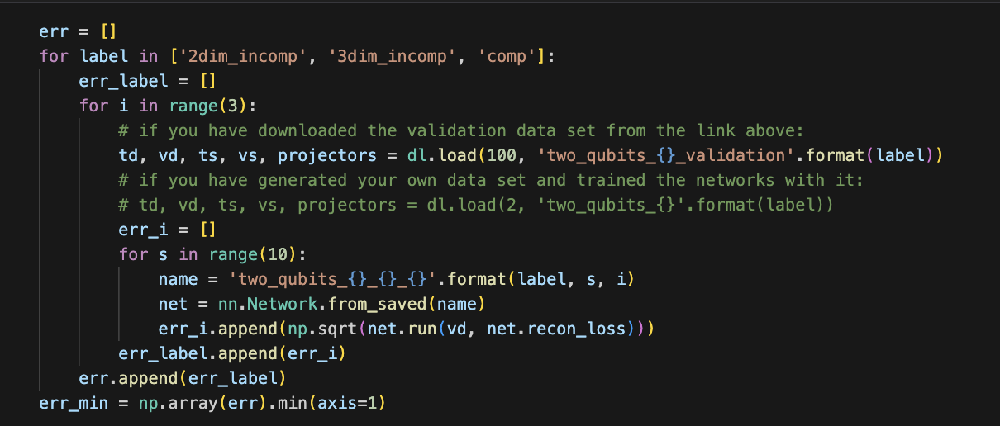 err = []
for label in ['2dim_incomp', '3dim_incomp', 'comp']:
    err_label = []
    for i in range(3):
        # if you have downloaded the validation data set from the link above:
        td, vd, ts, vs, projectors = dl.load(100, 'two_qubits_{}_validation'.format(label))
        # if you have generated your own data set and trained the networks with it:
        # td, vd, ts, vs, projectors = dl.load(2, 'two_qubits_{}'.format(label))
        err_i = []
        for s in range(10):
            name = 'two_qubits_{}_{}_{}'.format(label, s, i)
            net = nn.Network.from_saved(name)
            err_i.append(np.sqrt(net.run(vd, net.recon_loss)))
        err_label.append(err_i)
    err.append(err_label)
err_min = np.array(err).min(axis=1)